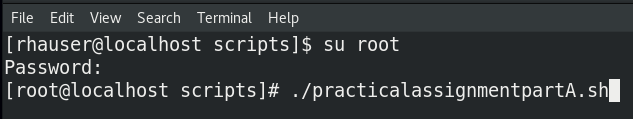 File Edit View Search Terminal Help
[rhauser@localhost scripts]$ su root
Password:
[root@localhost scripts]# ./practicalassignmentpartA.sh